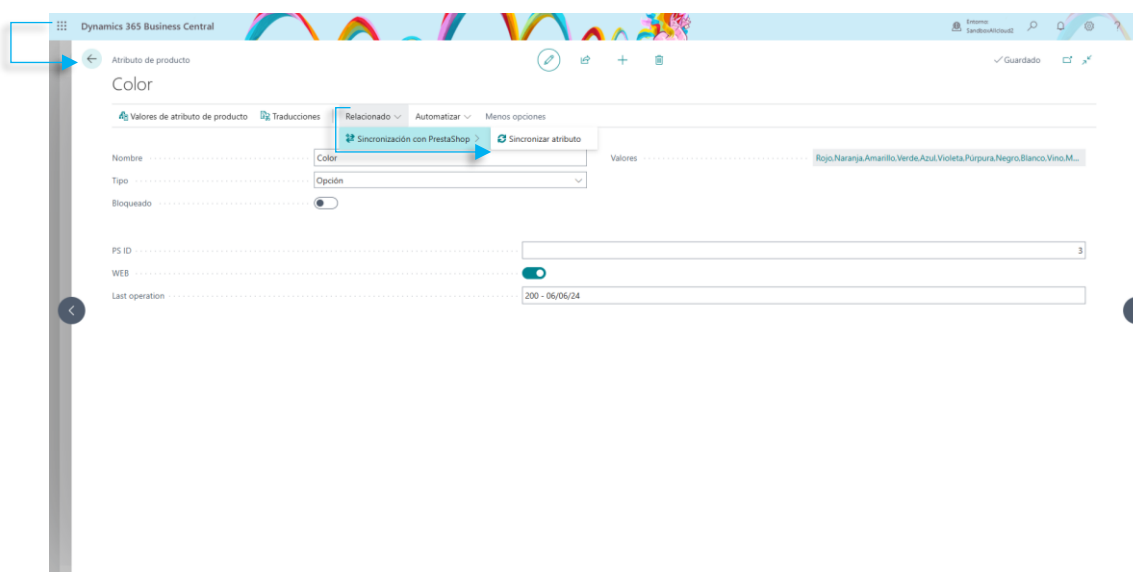 Dynamics 365 Business Central
Entorno:
SandboxAlicloud2
Atributo de producto
Guardado
Color
Valores de atributo de producto Traducciones Relacionado Automatizar Menos opciones
Sincronización con PrestaShop Sincronizar atributo
Nombre Color Valores Rojo,Naranja,Amarillo,Verde,Azul,Violeta,Púrpura,Negro,Blanco,Vino,M...
Tipo Opción
Bloqueado
PS ID 3
WEB
Last operation 200 - 06/06/24